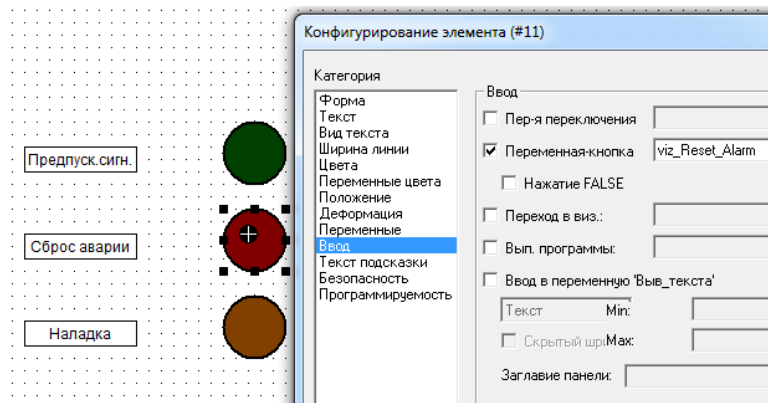 Конфигурирование элемента (#11)
Категория
Форма
Текст
Вид текста
Ширина линии
Цвета
Переменные цвета
Положение
Деформация
Переменные
Ввод
Текст подсказки
Безопасность
Программируемость
Ввод
Пер-я переключения
Переменная-кнопка viz_Reset_Alarm
Нажатие FALSE
Переход в виз.:
Вып. программы:
Ввод в переменную 'Выв_текста'
Текст Min:
Скрытый шри Max:
Заглавие панели:
Предпуск.сигн.
Сброс аварии
Наладка